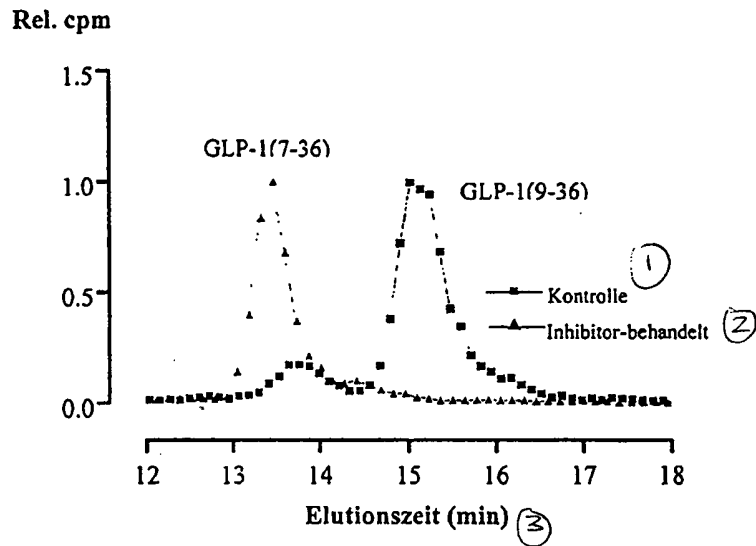 Rel. cpm
1.5
GLP-1(7-36)
1.0
GLP-1(9-36)
1
0.5
Kontrolle
Inhibitor-behandelt 2
0.0
12 13 14 15 16 17 18
Elutionszeit (min) 3